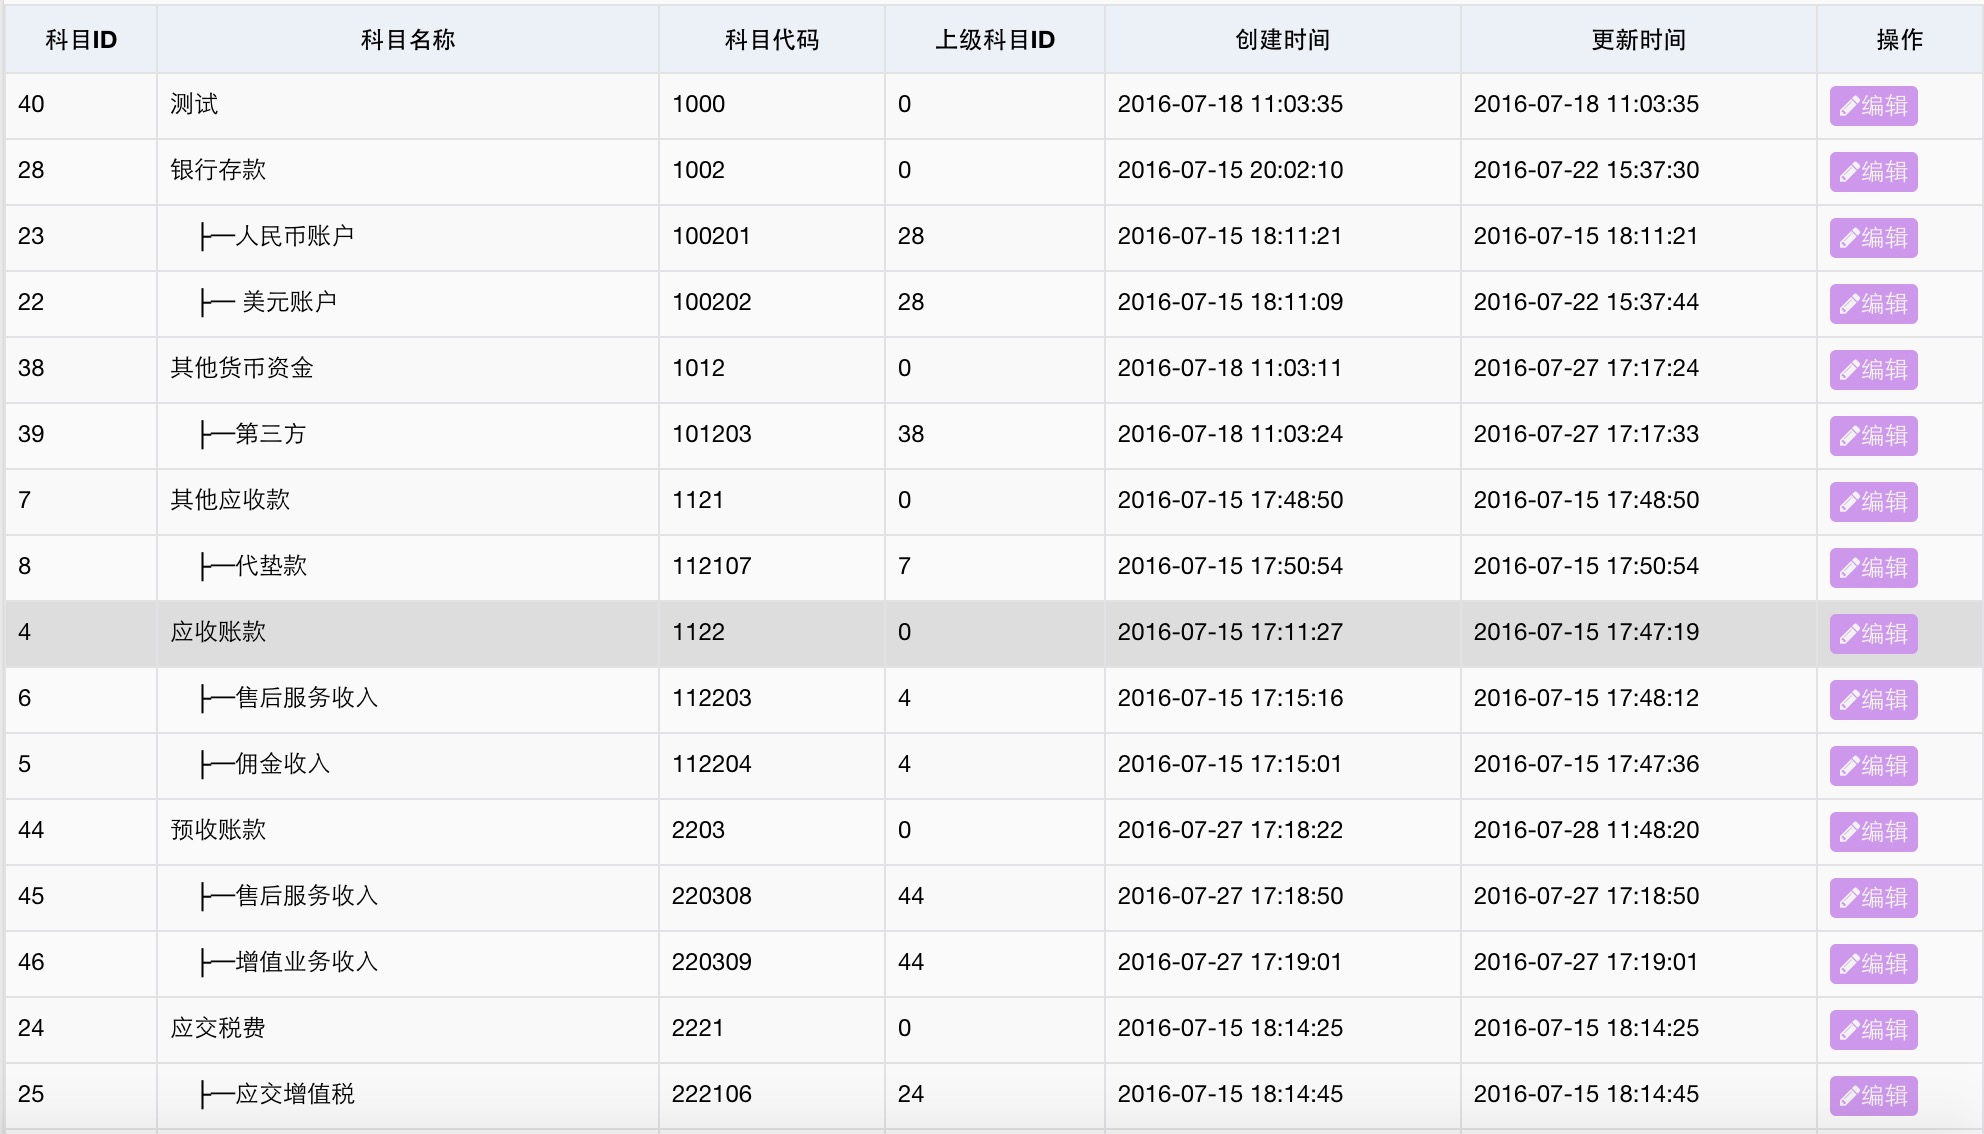 科目ID 科目名称 科目代码 上级科目ID 创建时间 更新时间 操作
40 测试 1000 0 2016-07-18 11:03:35 2016-07-18 11:03:35 编辑
28 银行存款 1002 0 2016-07-15 20:02:10 2016-07-22 15:37:30 编辑
23 ├─人民币账户 100201 28 2016-07-15 18:11:21 2016-07-15 18:11:21 编辑
22 ├─ 美元账户 100202 28 2016-07-15 18:11:09 2016-07-22 15:37:44 编辑
38 其他货币资金 1012 0 2016-07-18 11:03:11 2016-07-27 17:17:24 编辑
39 ├─第三方 101203 38 2016-07-18 11:03:24 2016-07-27 17:17:33 编辑
7 其他应收款 1121 0 2016-07-15 17:48:50 2016-07-15 17:48:50 编辑
8 ├─代垫款 112107 7 2016-07-15 17:50:54 2016-07-15 17:50:54 编辑
4 应收账款 1122 0 2016-07-15 17:11:27 2016-07-15 17:47:19 编辑
6 ├─售后服务收入 112203 4 2016-07-15 17:15:16 2016-07-15 17:48:12 编辑
5 ├─佣金收入 112204 4 2016-07-15 17:15:01 2016-07-15 17:47:36 编辑
44 预收账款 2203 0 2016-07-27 17:18:22 2016-07-28 11:48:20 编辑
45 ├─售后服务收入 220308 44 2016-07-27 17:18:50 2016-07-27 17:18:50 编辑
46 ├─增值业务收入 220309 44 2016-07-27 17:19:01 2016-07-27 17:19:01 编辑
24 应交税费 2221 0 2016-07-15 18:14:25 2016-07-15 18:14:25 编辑
25 ├─应交增值税 222106 24 2016-07-15 18:14:45 2016-07-15 18:14:45 编辑